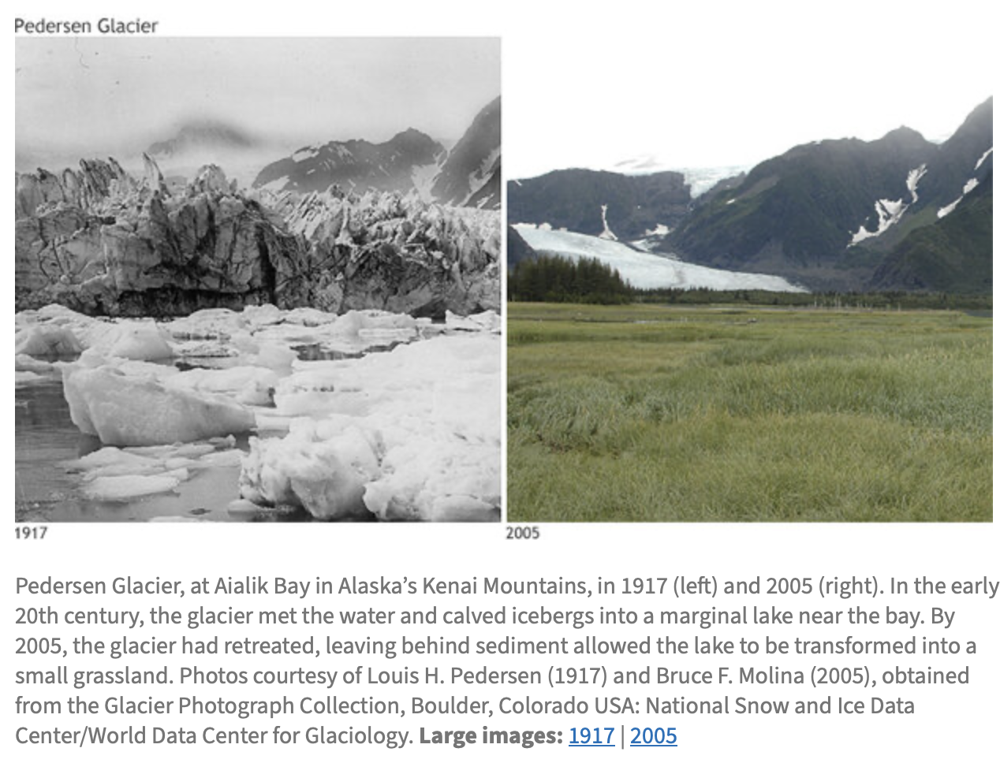 Pedersen Glacier
1917
2005
Pedersen Glacier, at Aialik Bay in Alaska’s Kenai Mountains, in 1917 (left) and 2005 (right). In the early
20th century, the glacier met the water and calved icebergs into a marginal lake near the bay. By
2005, the glacier had retreated, leaving behind sediment allowed the lake to be transformed into a
small grassland. Photos courtesy of Louis H. Pedersen (1917) and Bruce F. Molina (2005), obtained
from the Glacier Photograph Collection, Boulder, Colorado USA: National Snow and Ice Data
Center/World Data Center for Glaciology. Large images: 1917 | 2005